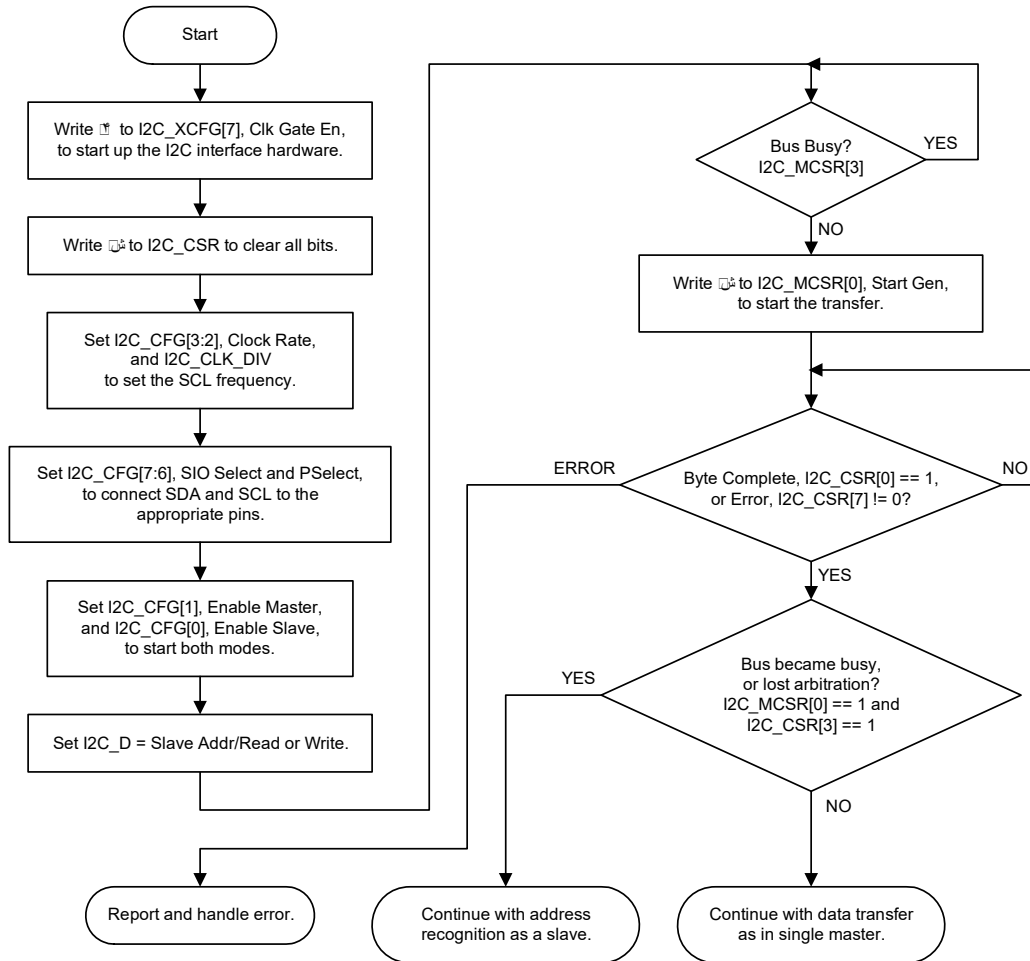 Start
Write to I2C_XCFG[7], Clk Gate En,
to start up the I2C interface hardware.
Write to I2C_CSR to clear all bits.
Set I2C_CFG[3:2], Clock Rate,
and I2C_CLK_DIV
to set the SCL frequency.
Set I2C_CFG[7:6], SIO Select and PSelect,
to connect SDA and SCL to the
appropriate pins.
Set I2C_CFG[1], Enable Master,
and I2C_CFG[0], Enable Slave,
to start both modes.
Set I2C_D = Slave Addr/Read or Write.
Bus Busy?
I2C_MCSR[3]
YES
NO
Write to I2C_MCSR[0], Start Gen,
to start the transfer.
ERROR
Byte Complete, I2C_CSR[0] == 1,
or Error, I2C_CSR[7] != 0?
NO
YES
YES
Bus became busy,
or lost arbitration?
I2C_MCSR[0] == 1 and
I2C_CSR[3] == 1
NO
Report and handle error.
Continue with address
recognition as a slave.
Continue with data transfer
as in single master.